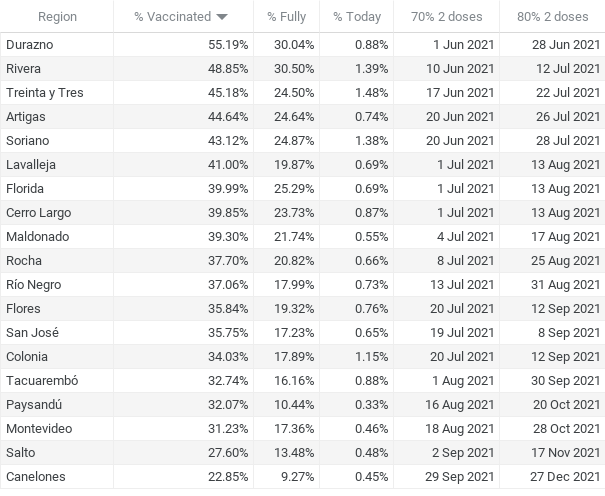 Region % Vaccinated % Fully % Today 70% 2 doses 80% 2 doses
Durazno 55.19% 30.04% 0.88% 1 Jun 2021 28 Jun 2021
Rivera 48.85% 30.50% 1.39% 10 Jun 2021 12 Jul 2021
Treinta y Tres 45.18% 24.50% 1.48% 17 Jun 2021 22 Jul 2021
Artigas 44.64% 24.64% 0.74% 20 Jun 2021 26 Jul 2021
Soriano 43.12% 24.87% 1.38% 20 Jun 2021 28 Jul 2021
Lavalleja 41.00% 19.87% 0.69% 1 Jul 2021 13 Aug 2021
Florida 39.99% 25.29% 0.69% 1 Jul 2021 13 Aug 2021
Cerro Largo 39.85% 23.73% 0.87% 1 Jul 2021 13 Aug 2021
Maldonado 39.30% 21.74% 0.55% 4 Jul 2021 17 Aug 2021
Rocha 37.70% 20.82% 0.66% 8 Jul 2021 25 Aug 2021
Río Negro 37.06% 17.99% 0.73% 13 Jul 2021 31 Aug 2021
Flores 35.84% 19.32% 0.76% 20 Jul 2021 12 Sep 2021
San José 35.75% 17.23% 0.65% 19 Jul 2021 8 Sep 2021
Colonia 34.03% 17.89% 1.15% 20 Jul 2021 12 Sep 2021
Tacuarembó 32.74% 16.16% 0.88% 1 Aug 2021 30 Sep 2021
Paysandú 32.07% 10.44% 0.33% 16 Aug 2021 20 Oct 2021
Montevideo 31.23% 17.36% 0.46% 18 Aug 2021 28 Oct 2021
Salto 27.60% 13.48% 0.48% 2 Sep 2021 17 Nov 2021
Canelones 22.85% 9.27% 0.45% 29 Sep 2021 27 Dec 2021